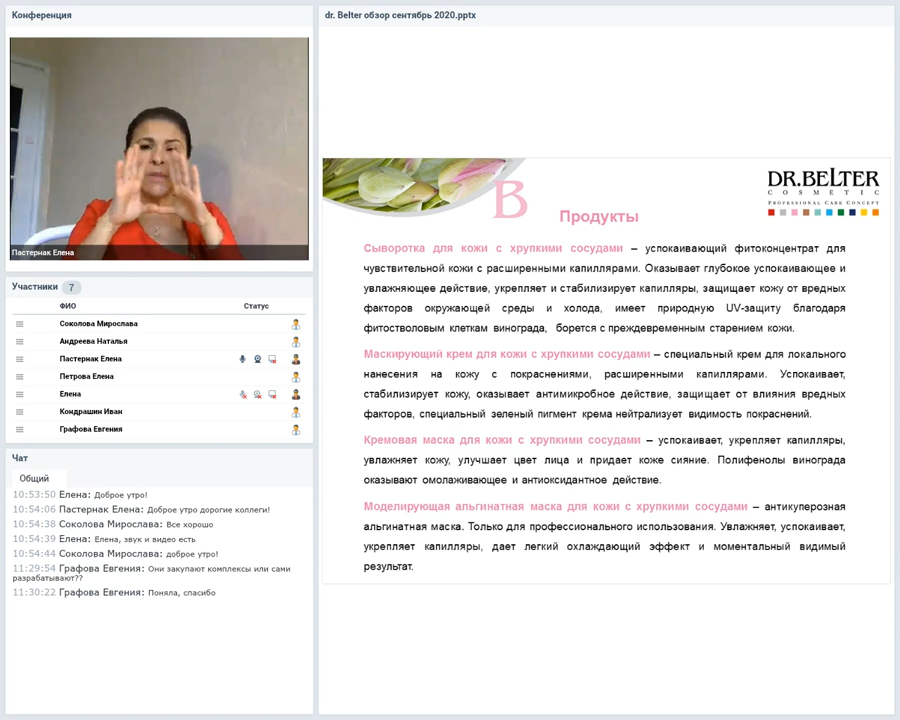 Конференция
Пастернак Елена
Участники 7
ФИО Статус
Соколова Мирослава
Андреева Наталья
Пастернак Елена
Петрова Елена
Елена
Кондрашин Иван
Графова Евгения
Чат
Общий
10:53:50 Елена: Доброе утро!
10:54:06 Пастернак Елена: Доброе утро дорогие коллеги!
10:54:38 Соколова Мирослава: Все хорошо
10:54:39 Елена: Елена, звук и видео есть
10:54:44 Соколова Мирослава: доброе утро!
11:29:54 Графова Евгения: Они закупают комплексы или сами
разрабатывают??
11:30:22 Графова Евгения: Поняла, спасибо
dr. Belter обзор сентябрь 2020.pptx
B
DR.BELTER
COSMETIC
PROFESSIONAL CARE CONCEPT
Продукты
Сыворотка для кожи с хрупкими сосудами – успокаивающий фитоконцентрат для
чувствительной кожи с расширенными капиллярами. Оказывает глубокое успокаивающее и
увлажняющее действие, укрепляет и стабилизирует капилляры, защищает кожу от вредных
факторов окружающей среды и холода, имеет природную UV-защиту благодаря
фитостволовым клеткам винограда, борется с преждевременным старением кожи.
Маскирующий крем для кожи с хрупкими сосудами – специальный крем для локального
нанесения на кожу с покраснениями, расширенными капиллярами. Успокаивает,
стабилизирует кожу, оказывает антимикробное действие, защищает от влияния вредных
факторов, специальный зеленый пигмент крема нейтрализует видимость покраснений.
Кремовая маска для кожи с хрупкими сосудами – успокаивает, укрепляет капилляры,
увлажняет кожу, улучшает цвет лица и придает коже сияние. Полифенолы винограда
оказывают омолаживающее и антиоксидантное действие.
Моделирующая альгинатная маска для кожи с хрупкими сосудами – антикуперозная
альгинатная маска. Только для профессионального использования. Увлажняет, успокаивает,
укрепляет капилляры, дает легкий охлаждающий эффект и моментальный видимый
результат.